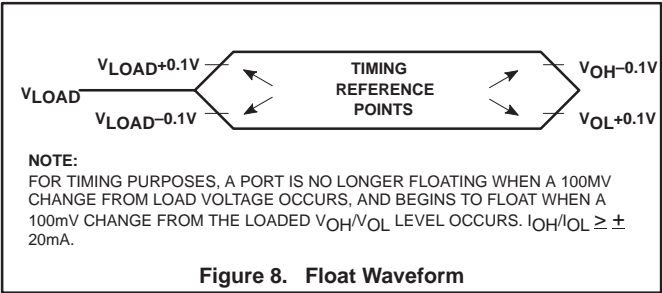 VLOAD+0.1V
TIMING
VOH–0.1V
VLOAD
REFERENCE
VLOAD–0.1V
POINTS
VOL+0.1V
NOTE:
FOR TIMING PURPOSES, A PORT IS NO LONGER FLOATING WHEN A 100MV
CHANGE FROM LOAD VOLTAGE OCCURS, AND BEGINS TO FLOAT WHEN A
100mV CHANGE FROM THE LOADED VOH/VOL LEVEL OCCURS. IOH/IOL ≥ ±
20mA.
Figure 8. Float Waveform